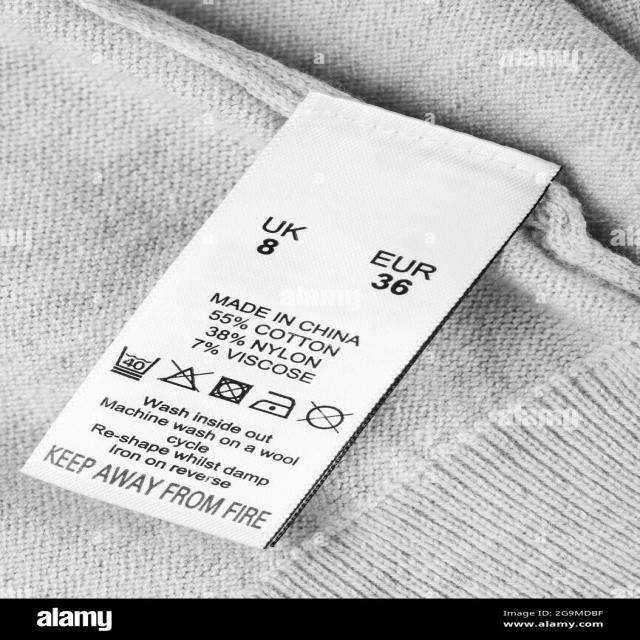 UK
8
EUR
36
MADE IN CHINA
55% COTTON
38% NYLON
7% VISCOSE
40
Wash inside out
Machine wash on a wool
cycle
Re-shape whilst damp
Iron on reverse
KEEP AWAY FROM FIRE
alamy
Image ID: 2G9MDBF
www.alamy.com